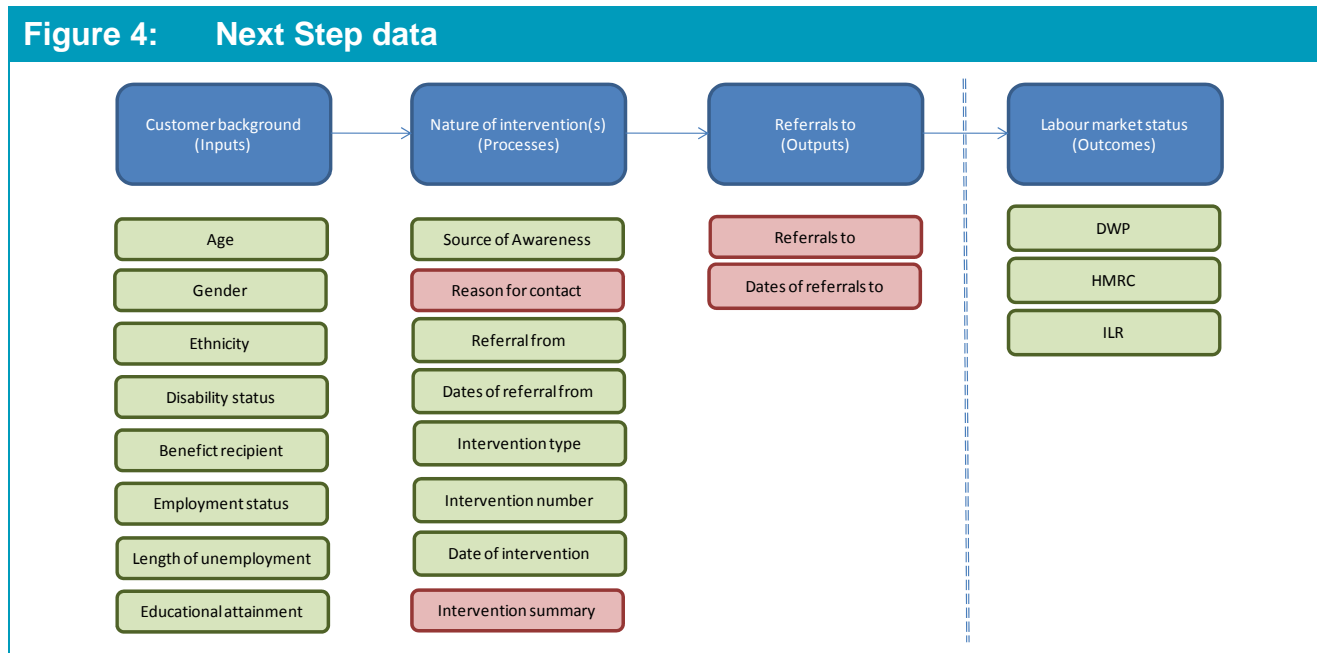 Figure 4: Next Step data
Customer background
(Inputs)
Nature of intervention(s)
(Processes)
Referrals to
(Outputs)
Labour market status
(Outcomes)
Age
Gender
Ethnicity
Disability status
Benefict recipient
Employment status
Length of unemployment
Educational attainment
Source of Awareness
Reason for contact
Referral from
Dates of referral from
Intervention type
Intervention number
Date of intervention
Intervention summary
Referrals to
Dates of referrals to
DWP
HMRC
ILR